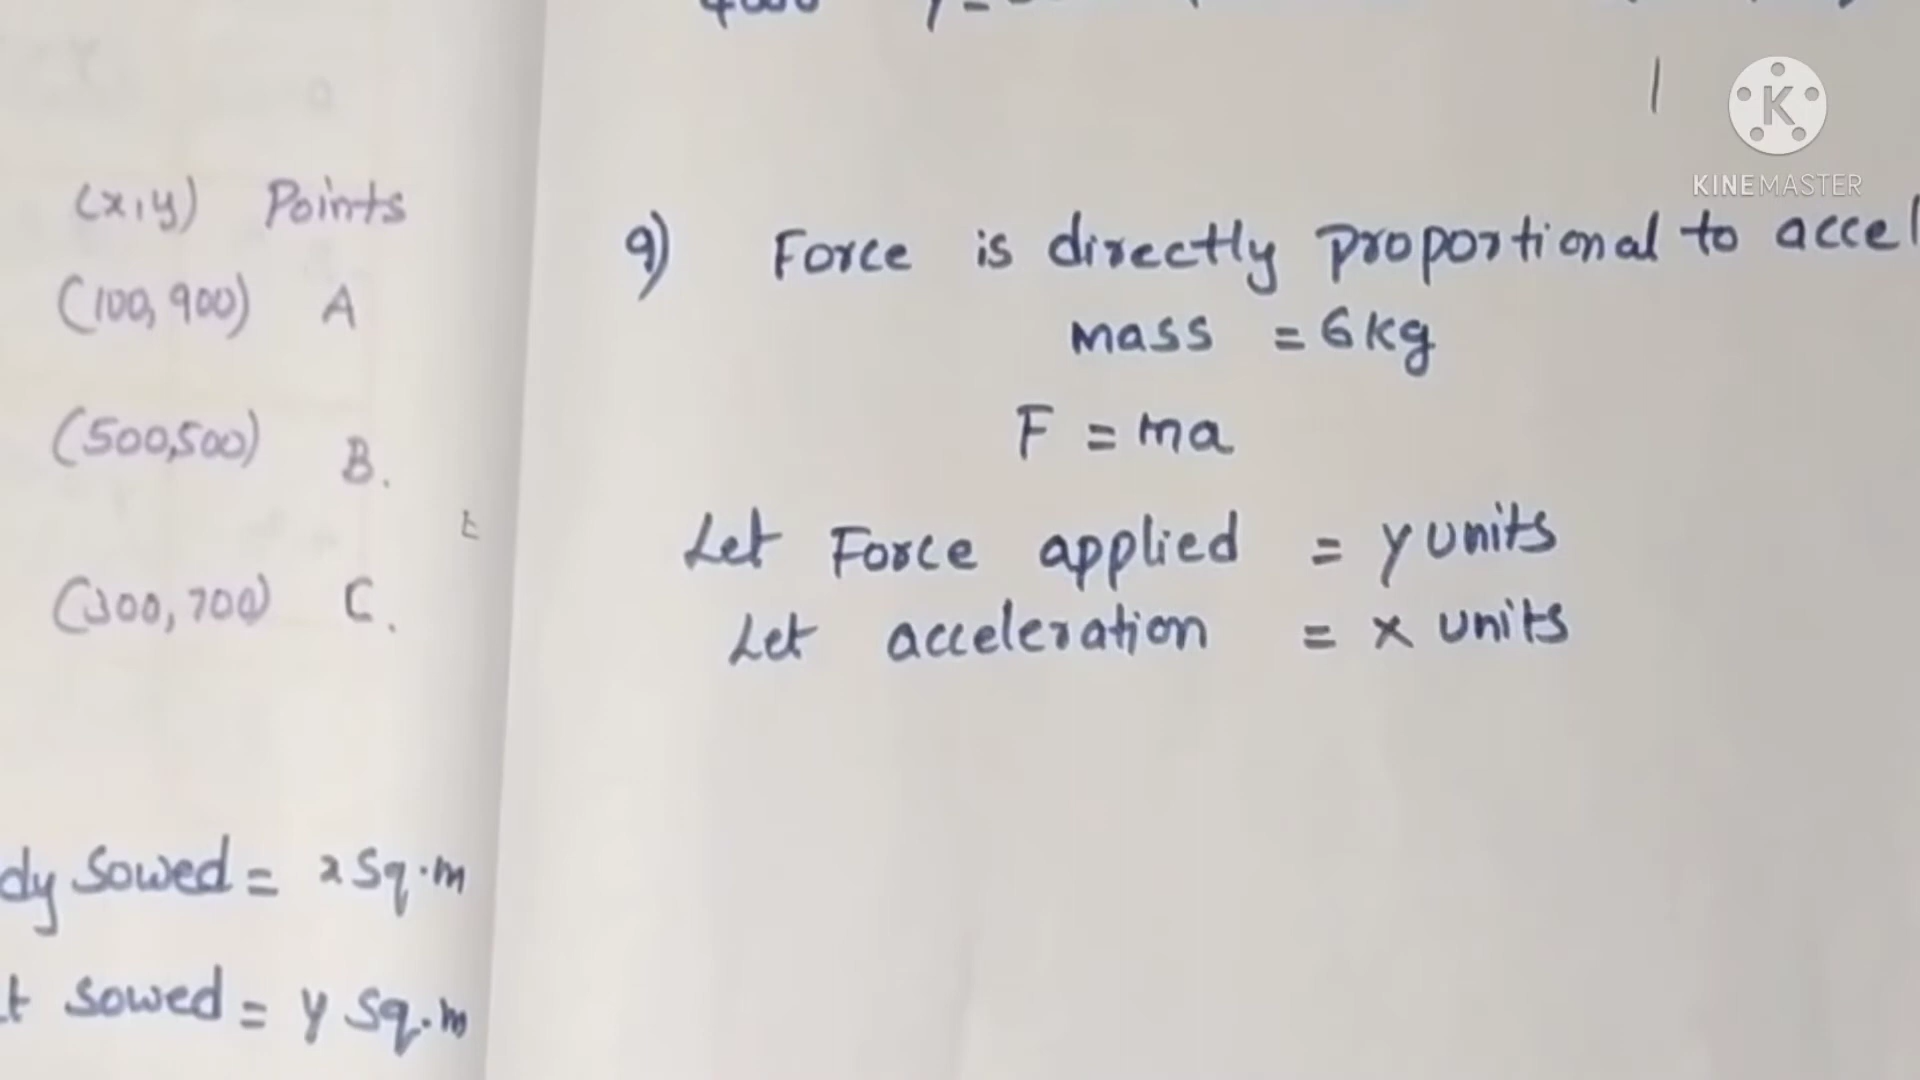 (x,y) Points
(100,900) A
(500,500) B.
(300,700) C.
dy sowed = x Sq.m
t sowed = y Sq.m
KINEMASTER
9) Force is directly proportional to accel
mass = 6kg
F = ma
Let Force applied = y units
Let acceleration = x units